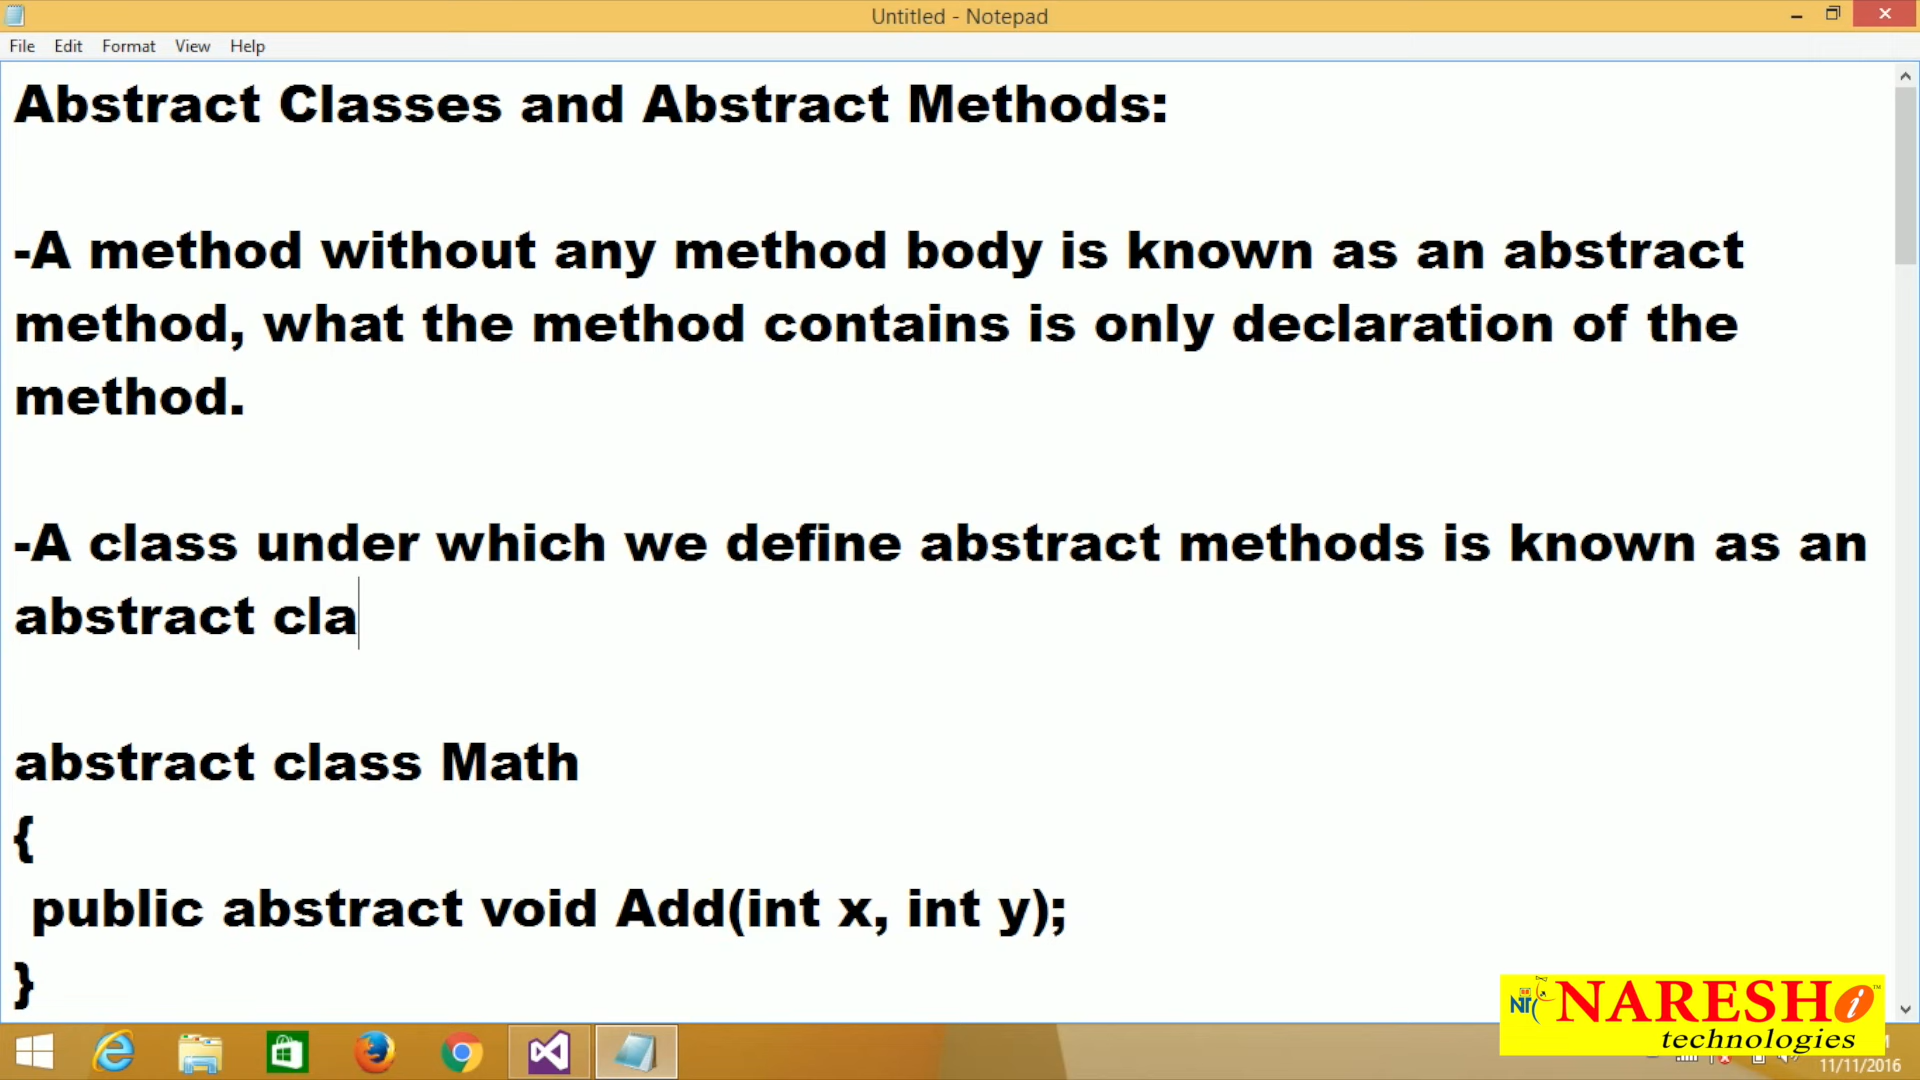 Untitled - Notepad
File Edit Format View Help
Abstract Classes and Abstract Methods:
-A method without any method body is known as an abstract
method, what the method contains is only declaration of the
method.
-A class under which we define abstract methods is known as an
abstract cla
abstract class Math
{
public abstract void Add(int x, int y);
}
NARESH i
technologies
11/11/2016